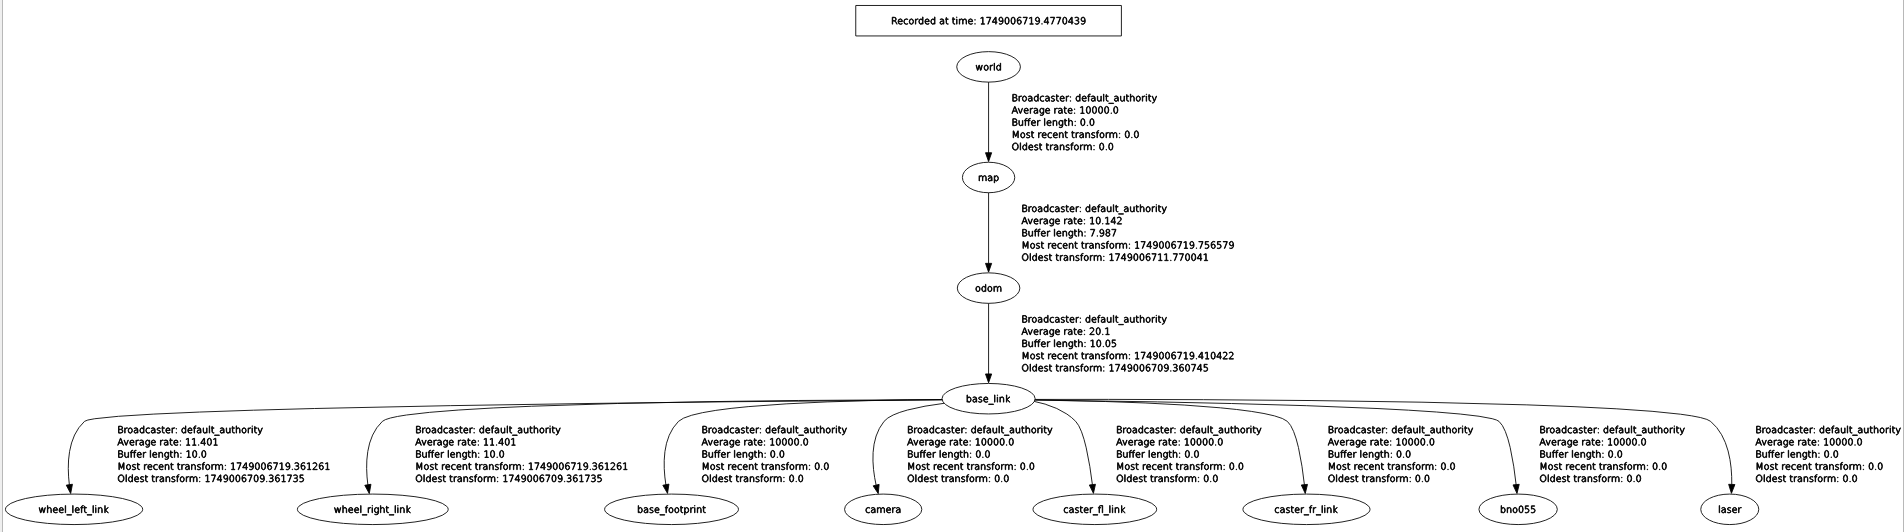 Recorded at time: 1749006719.4770439
world
Broadcaster: default_authority
Average rate: 10000.0
Buffer length: 0.0
Most recent transform: 0.0
Oldest transform: 0.0
map
Broadcaster: default_authority
Average rate: 10.142
Buffer length: 7.987
Most recent transform: 1749006719.756579
Oldest transform: 1749006711.770041
odom
Broadcaster: default_authority
Average rate: 20.1
Buffer length: 10.05
Most recent transform: 1749006719.410422
Oldest transform: 1749006709.360745
base_link
Broadcaster: default_authority
Average rate: 11.401
Buffer length: 10.0
Most recent transform: 1749006719.361261
Oldest transform: 1749006709.361735
wheel_left_link
Broadcaster: default_authority
Average rate: 11.401
Buffer length: 10.0
Most recent transform: 1749006719.361261
Oldest transform: 1749006709.361735
wheel_right_link
Broadcaster: default_authority
Average rate: 10000.0
Buffer length: 0.0
Most recent transform: 0.0
Oldest transform: 0.0
base_footprint
Broadcaster: default_authority
Average rate: 10000.0
Buffer length: 0.0
Most recent transform: 0.0
Oldest transform: 0.0
camera
Broadcaster: default_authority
Average rate: 10000.0
Buffer length: 0.0
Most recent transform: 0.0
Oldest transform: 0.0
caster_fl_link
Broadcaster: default_authority
Average rate: 10000.0
Buffer length: 0.0
Most recent transform: 0.0
Oldest transform: 0.0
caster_fr_link
Broadcaster: default_authority
Average rate: 10000.0
Buffer length: 0.0
Most recent transform: 0.0
Oldest transform: 0.0
bno055
Broadcaster: default_authority
Average rate: 10000.0
Buffer length: 0.0
Most recent transform: 0.0
Oldest transform: 0.0
laser